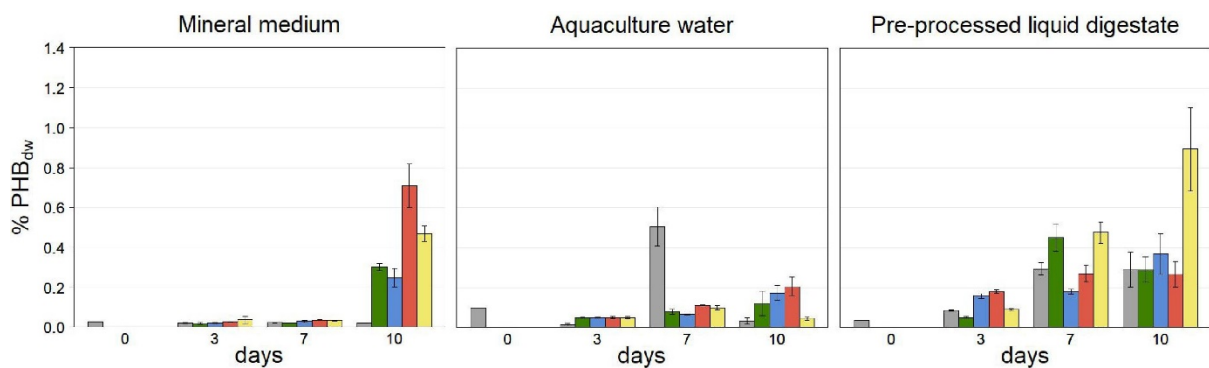 Mineral medium
Aquaculture water
Pre-processed liquid digestate
% PHBdw
1.4
1.2
1.0
0.8
0.6
0.4
0.2
0.0
0 3 7 10
0 3 7 10
0 3 7 10
days
days
days